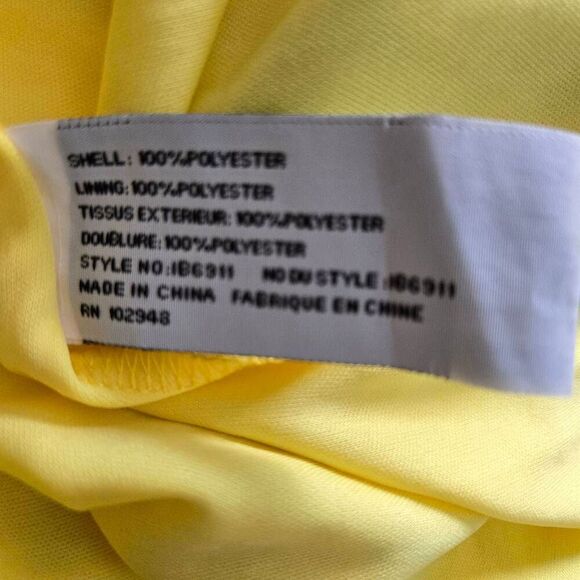 SHELL: 100%POLYESTER
LINING: 100%POLYESTER
TISSUS EXTERIEUR: 100%POLYESTER
DOUBLURE: 100%POLYESTER
STYLE NO: IB6911 NO DU STYLE: IB6911
MADE IN CHINA FABRIQUE EN CHINE
RN 102948